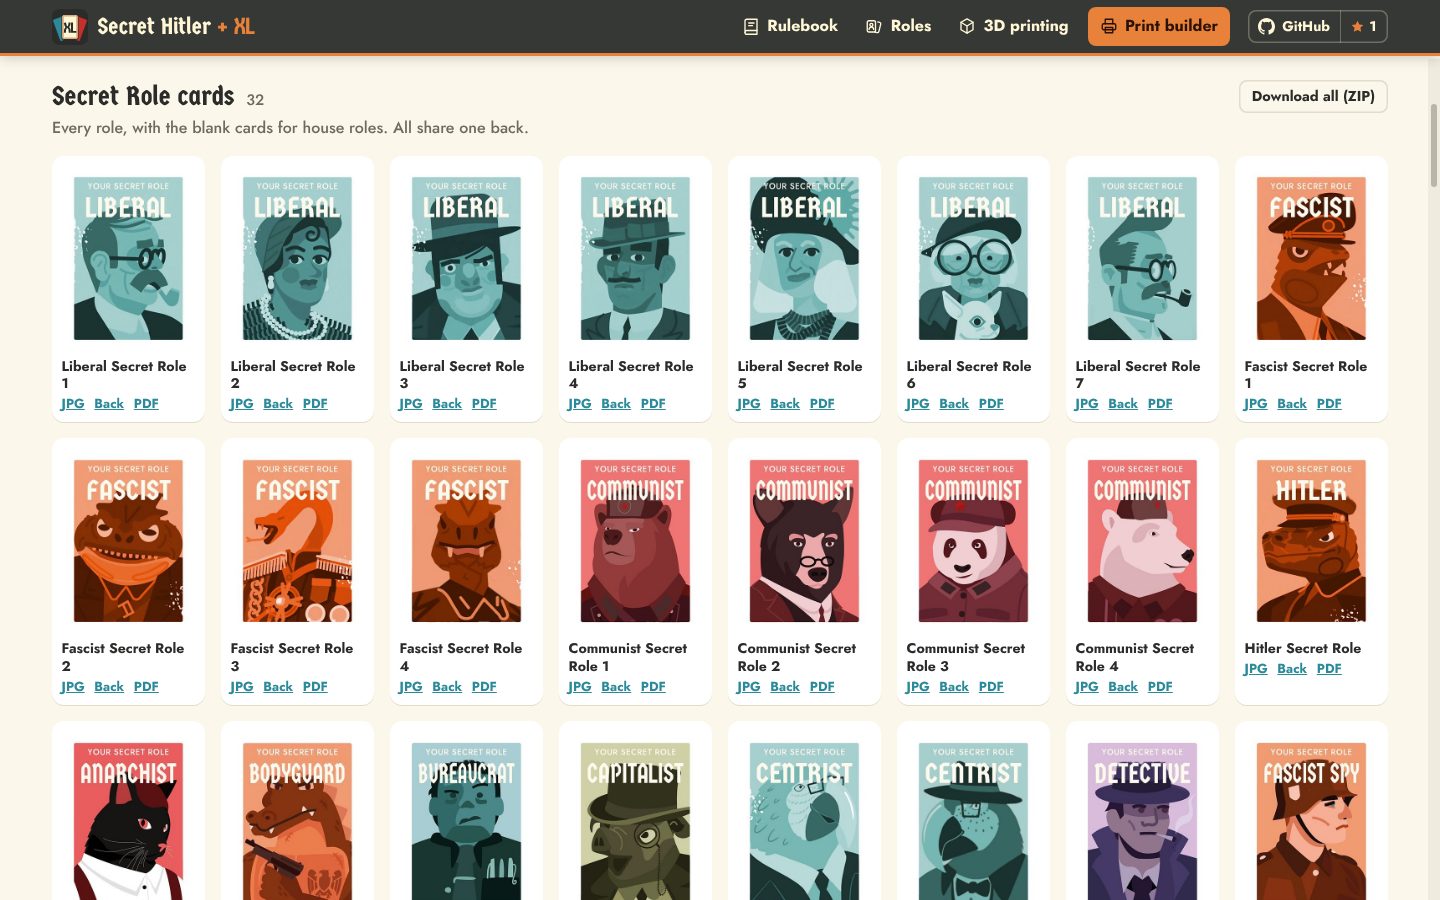 XL Secret Hitler + XL
Rulebook Roles 3D printing Print builder GitHub 1
Secret Role cards 32
Download all (ZIP)
Every role, with the blank cards for house roles. All share one back.
YOUR SECRET ROLE
LIBERAL
Liberal Secret Role
1
JPG Back PDF
YOUR SECRET ROLE
LIBERAL
Liberal Secret Role
2
JPG Back PDF
YOUR SECRET ROLE
LIBERAL
Liberal Secret Role
3
JPG Back PDF
YOUR SECRET ROLE
LIBERAL
Liberal Secret Role
4
JPG Back PDF
YOUR SECRET ROLE
LIBERAL
Liberal Secret Role
5
JPG Back PDF
YOUR SECRET ROLE
LIBERAL
Liberal Secret Role
6
JPG Back PDF
YOUR SECRET ROLE
LIBERAL
Liberal Secret Role
7
JPG Back PDF
YOUR SECRET ROLE
FASCIST
Fascist Secret Role
1
JPG Back PDF
YOUR SECRET ROLE
FASCIST
Fascist Secret Role
2
JPG Back PDF
YOUR SECRET ROLE
FASCIST
Fascist Secret Role
3
JPG Back PDF
YOUR SECRET ROLE
FASCIST
Fascist Secret Role
4
JPG Back PDF
YOUR SECRET ROLE
COMMUNIST
Communist Secret
Role 1
JPG Back PDF
YOUR SECRET ROLE
COMMUNIST
Communist Secret
Role 2
JPG Back PDF
YOUR SECRET ROLE
COMMUNIST
Communist Secret
Role 3
JPG Back PDF
YOUR SECRET ROLE
COMMUNIST
Communist Secret
Role 4
JPG Back PDF
YOUR SECRET ROLE
HITLER
Hitler Secret Role
JPG Back PDF
YOUR SECRET ROLE
ANARCHIST
YOUR SECRET ROLE
BODYGUARD
YOUR SECRET ROLE
BUREAUCRAT
YOUR SECRET ROLE
CAPITALIST
YOUR SECRET ROLE
CENTRIST
YOUR SECRET ROLE
CENTRIST
YOUR SECRET ROLE
DETECTIVE
YOUR SECRET ROLE
FASCIST SPY